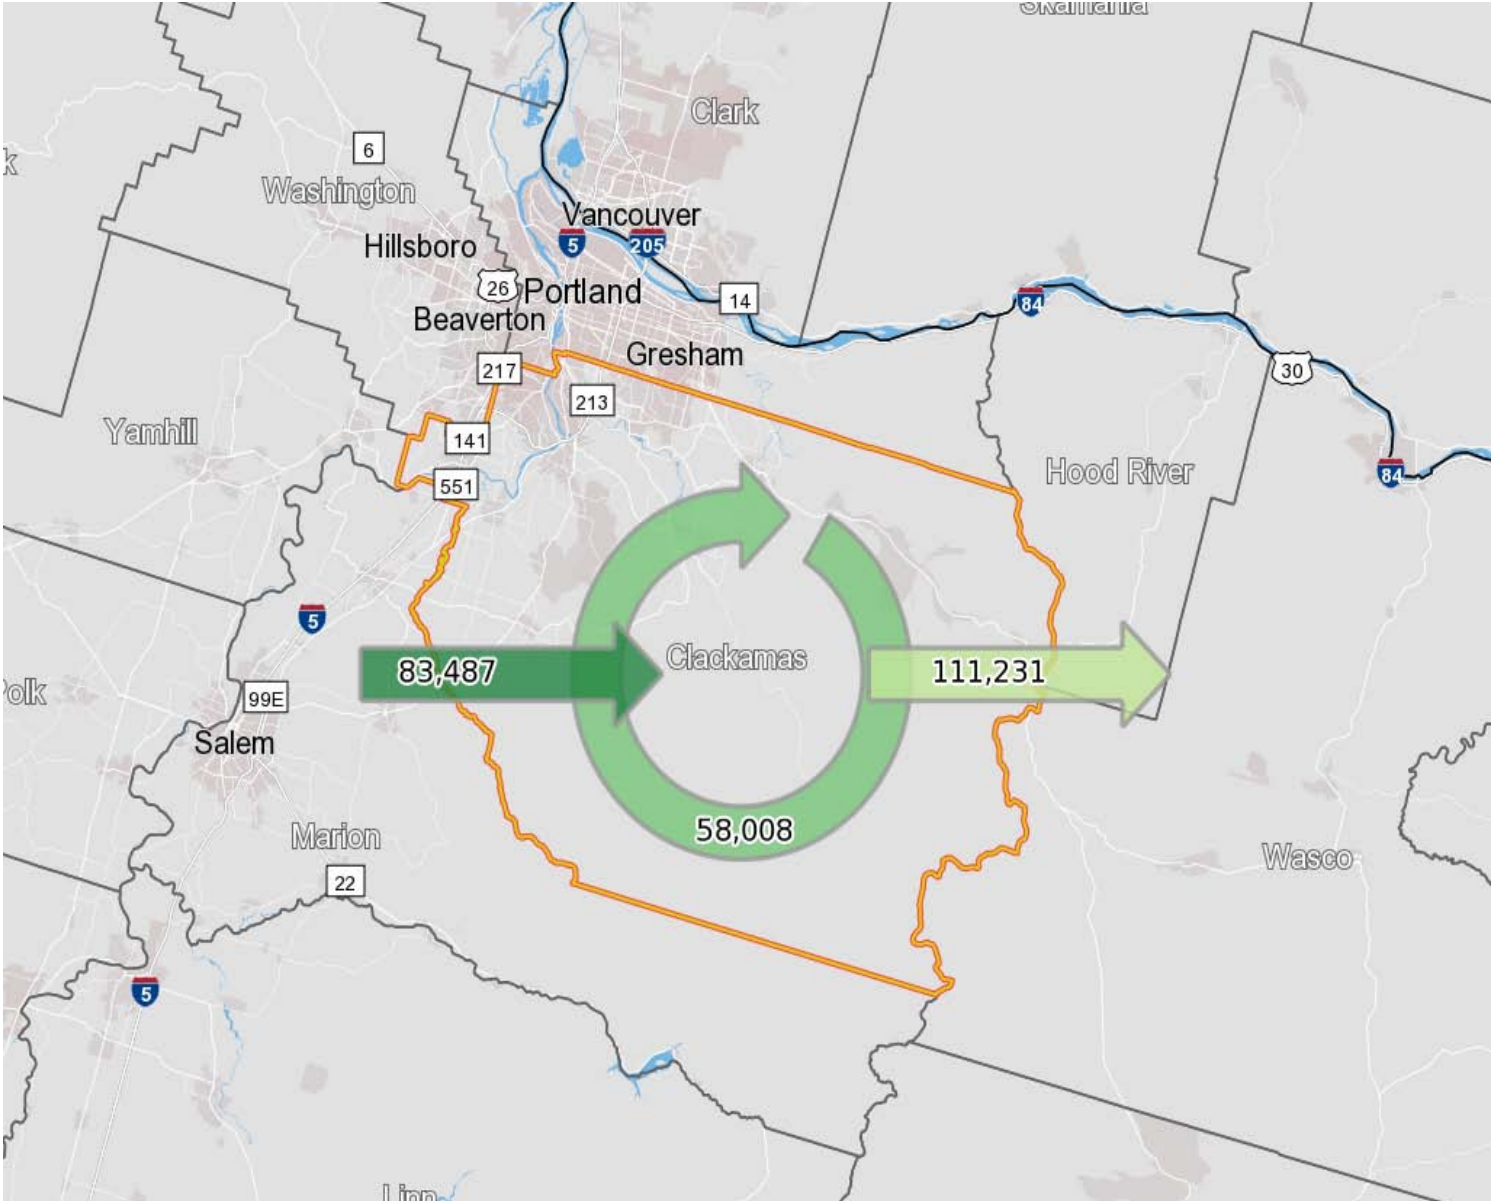 Skamania
Clark
6
k
Washington
Vancouver
Hillsboro
5
205
26
Portland
14
84
Beaverton
Gresham
217
30
213
Yamhill
141
Hood River
84
551
5
Clackamas
83,487
111,231
olk
99E
Salem
58,008
Marion
Wasco
22
5
Linn